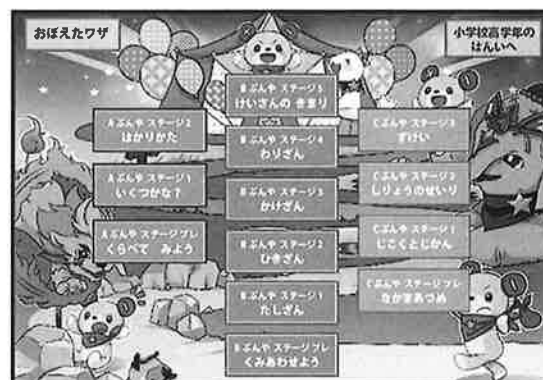 おぼえたワザ
小学校高学年の
はんいへ
Bぶんや ステージ5
けいさんの きまり
Aぶんや ステージ2
はかりかた
Bぶんや ステージ4
わりざん
Cぶんや ステージ3
ずけい
Aぶんや ステージ1
いくつかな?
Bぶんや ステージ3
かけざん
Cぶんや ステージ2
しりょうのせいり
Aぶんや ステージプレ
くらべて みよう
Bぶんや ステージ2
ひきざん
Cぶんや ステージ1
じこくとじかん
Bぶんや ステージ1
たしざん
Cぶんや ステージプレ
なかまあつめ
Bぶんや ステージプレ
くみあわせよう